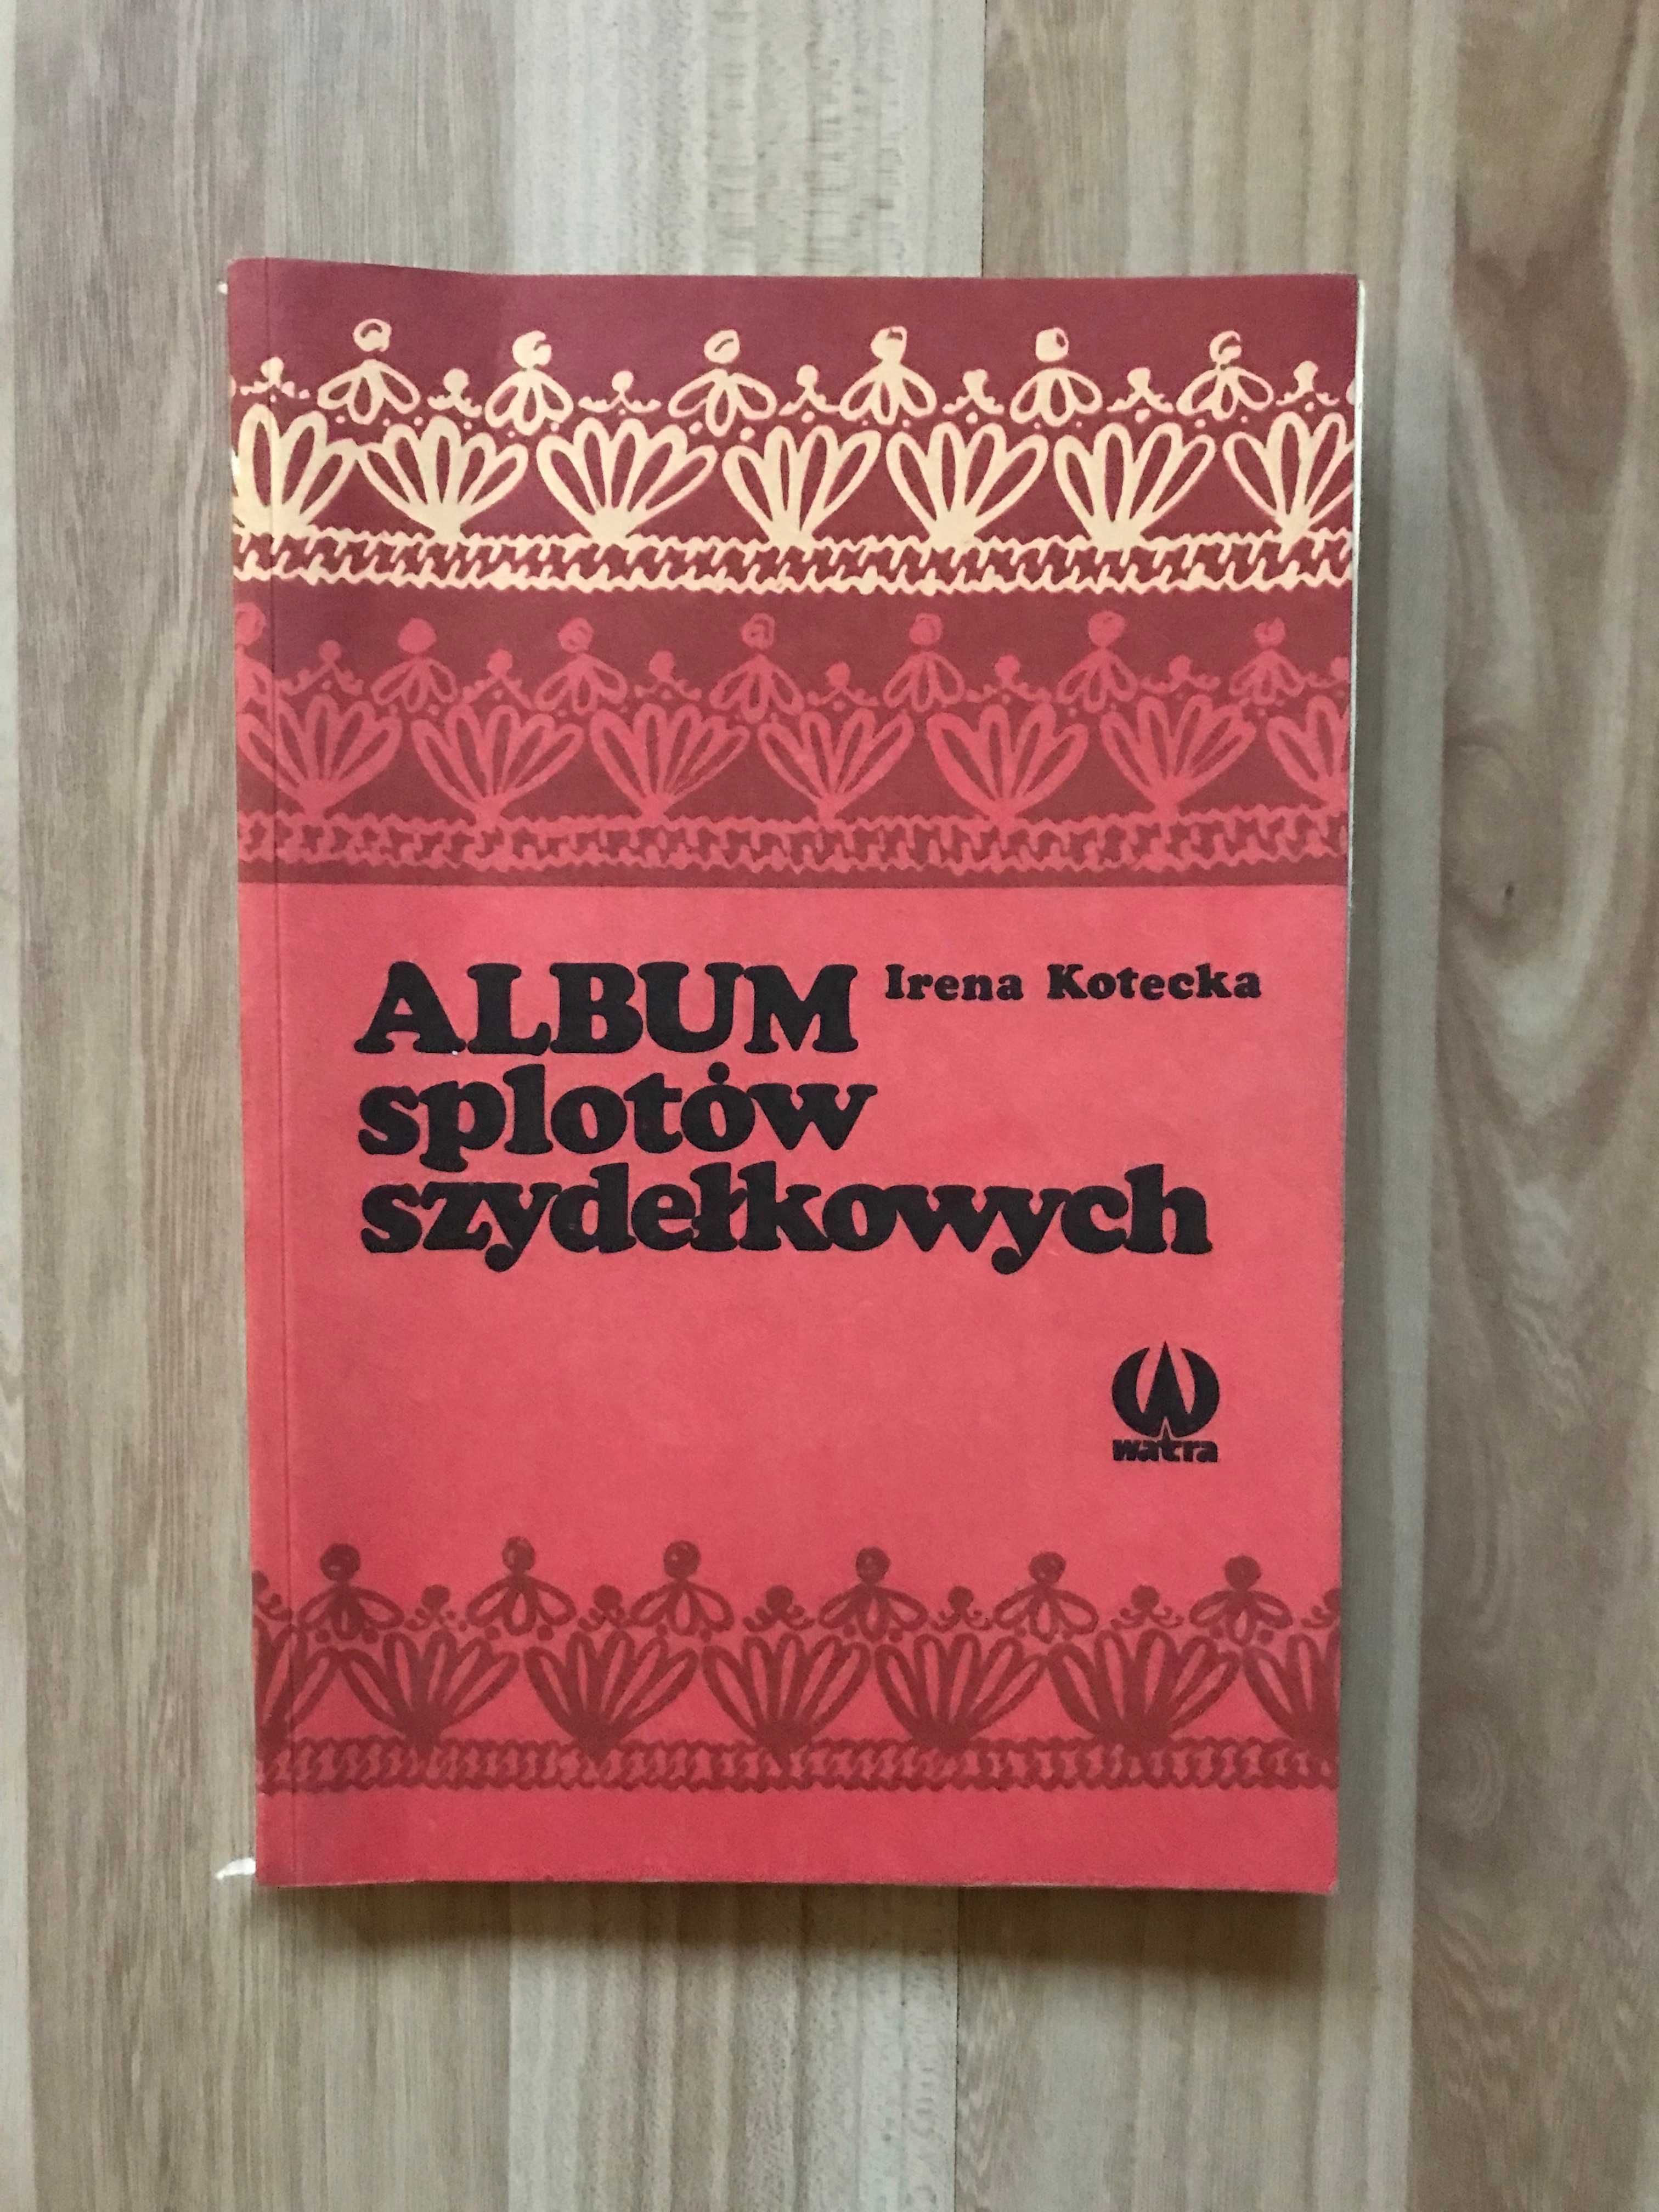 ALBUM Irena Kotecka
splotów
szydełkowych
watra